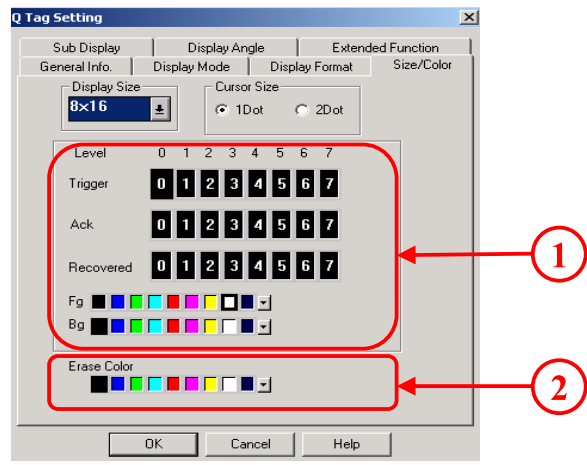 Q Tag Setting
Sub Display Display Angle Extended Function
General Info. Display Mode Display Format Size/Color
Display Size Cursor Size
8×16 1Dot 2Dot
Level 0 1 2 3 4 5 6 7
Trigger 0 1 2 3 4 5 6 7
Ack 0 1 2 3 4 5 6 7
Recovered 0 1 2 3 4 5 6 7
Fg
Bg
1
Erase Color
2
OK Cancel Help